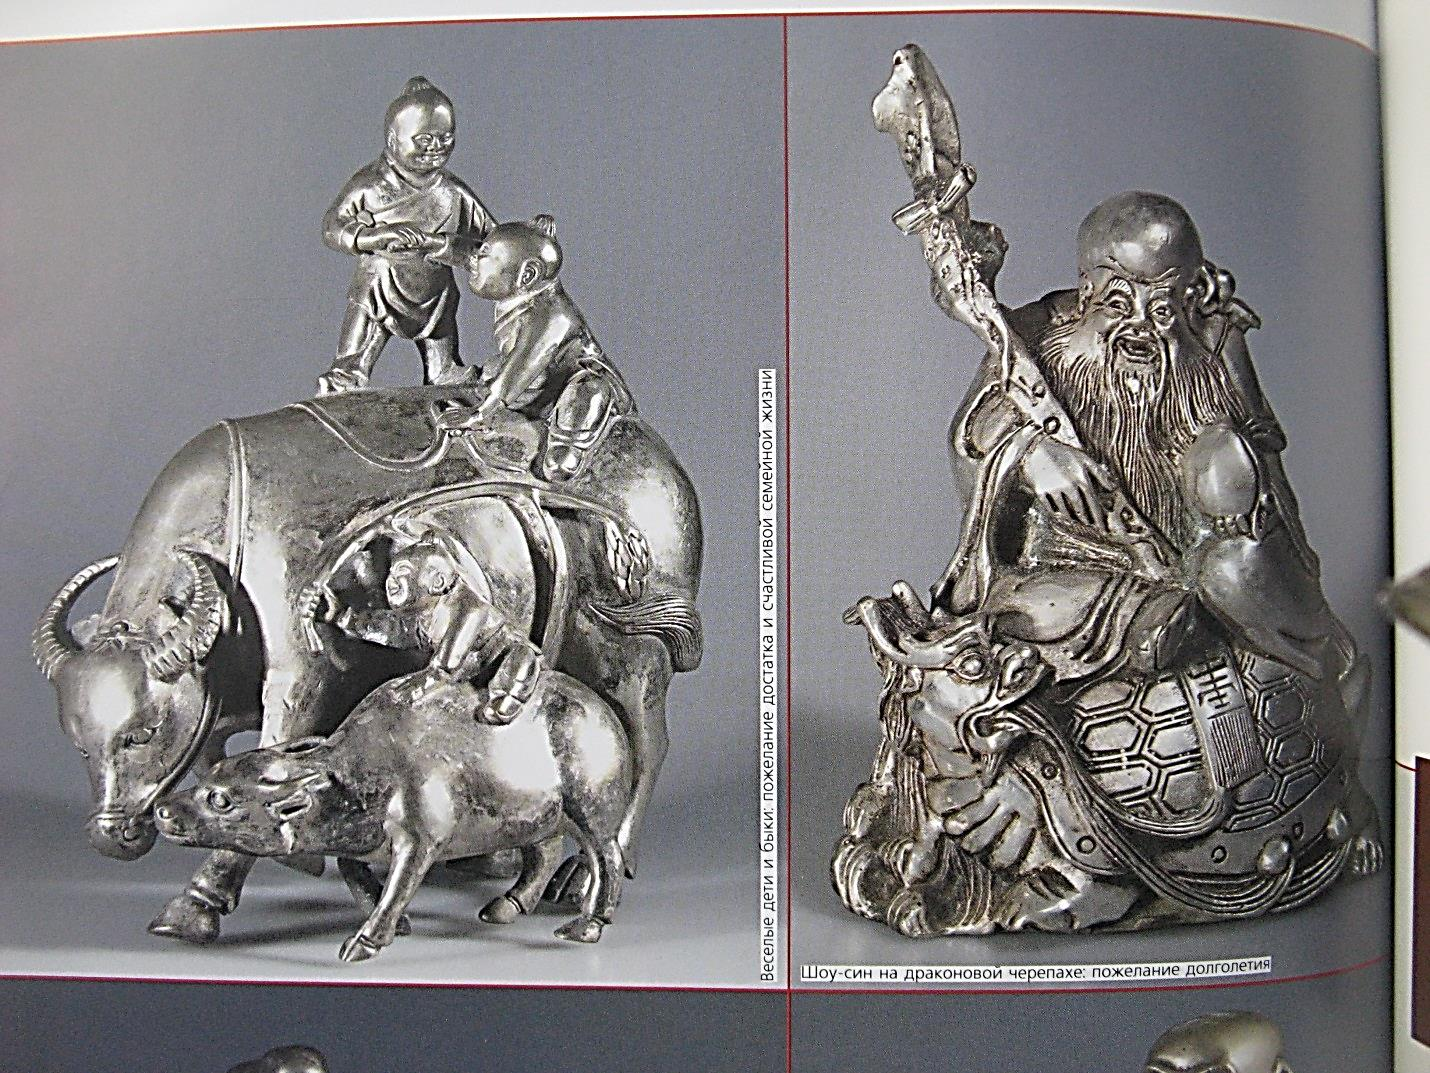 Веселые дети и быки: пожелание достатка и счастливой семейной жизни
Шоу-син на драконовой черепахе: пожелание долголетия